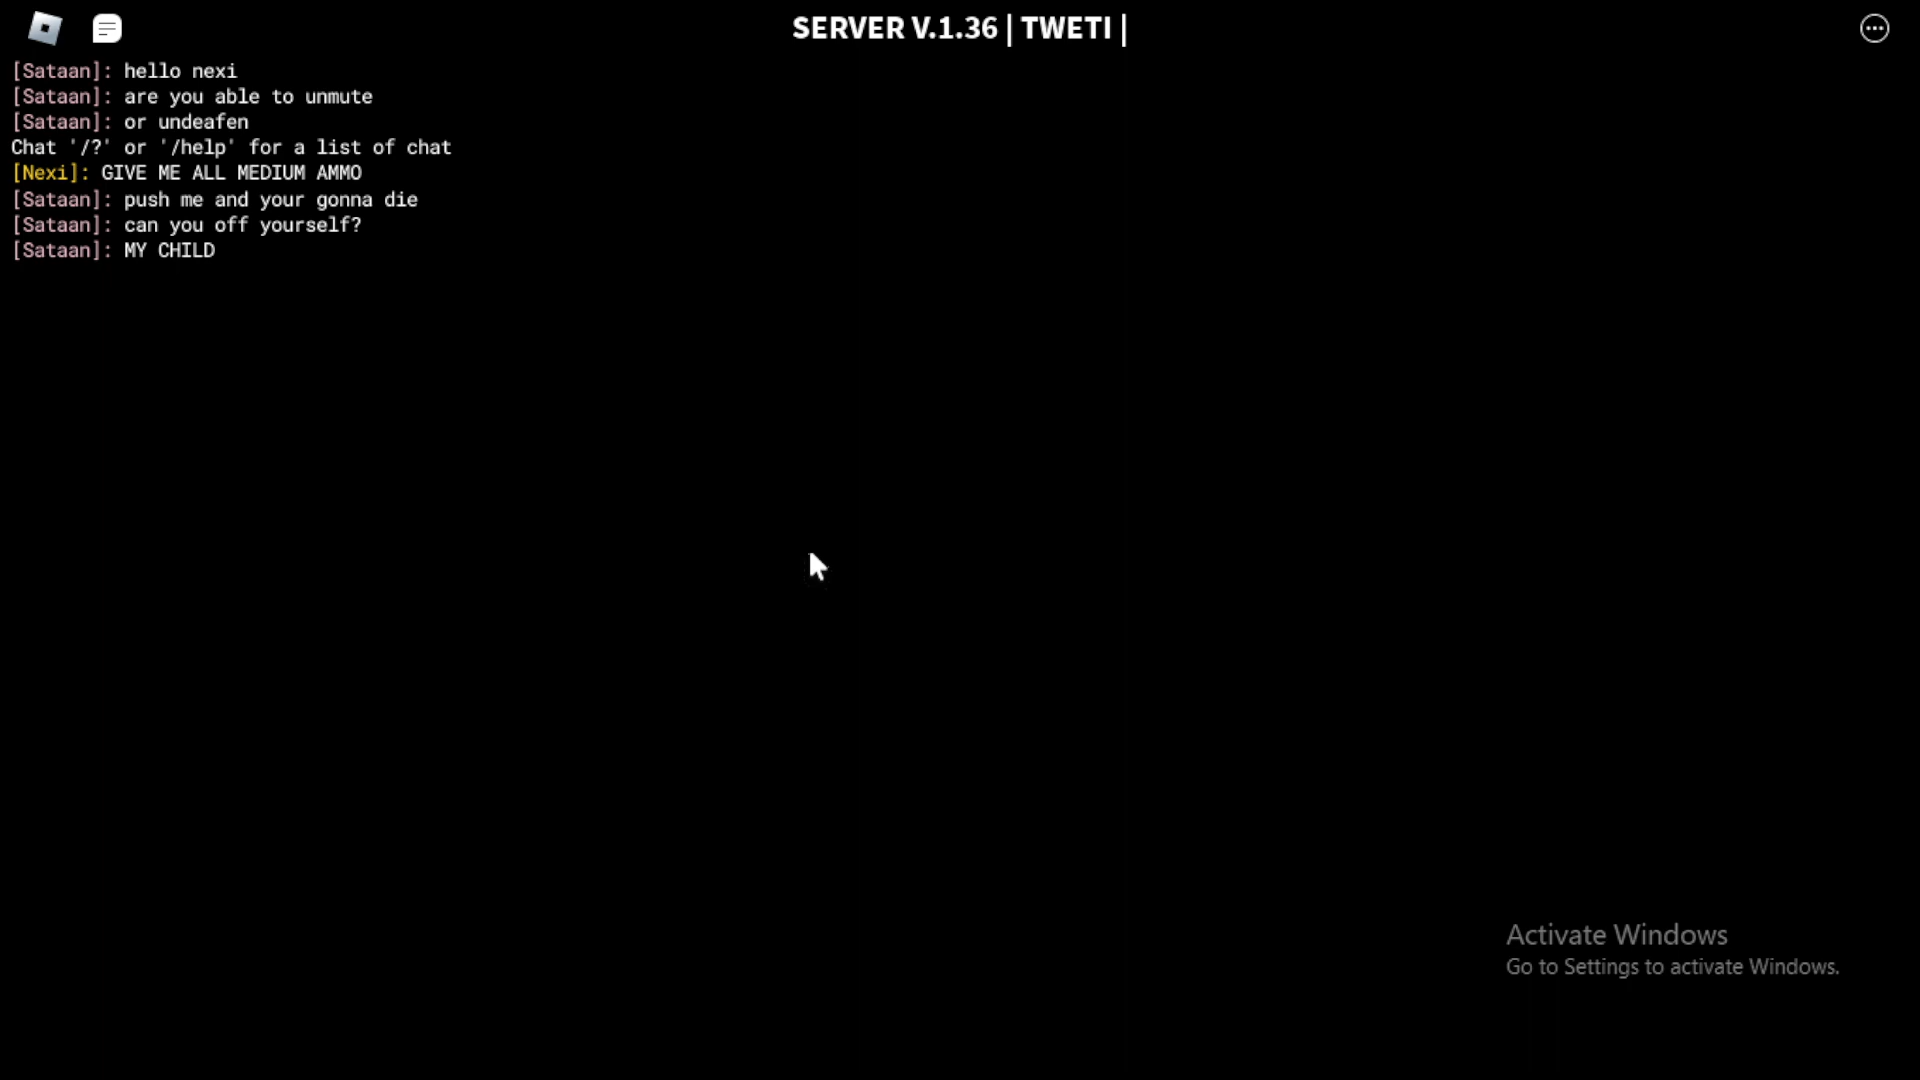 SERVER V.1.36 | TWETI |
[Sataan]: hello nexi
[Sataan]: are you able to unmute
[Sataan]: or undeafen
Chat '/?' or '/help' for a list of chat
[Nexi]: GIVE ME ALL MEDIUM AMMO
[Sataan]: push me and your gonna die
[Sataan]: can you off yourself?
[Sataan]: MY CHILD
Activate Windows
Go to Settings to activate Windows.